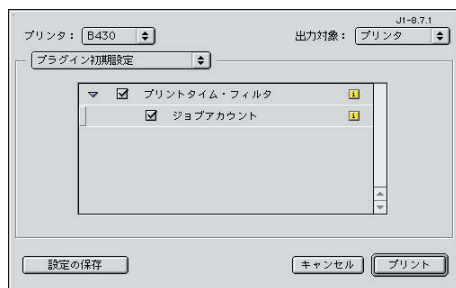 J1-8.7.1
プリンタ： B430 出力対象： プリンタ
プラグイン初期設定
プリントタイム・フィルタ
ジョブアカウント
設定の保存 キャンセル プリント